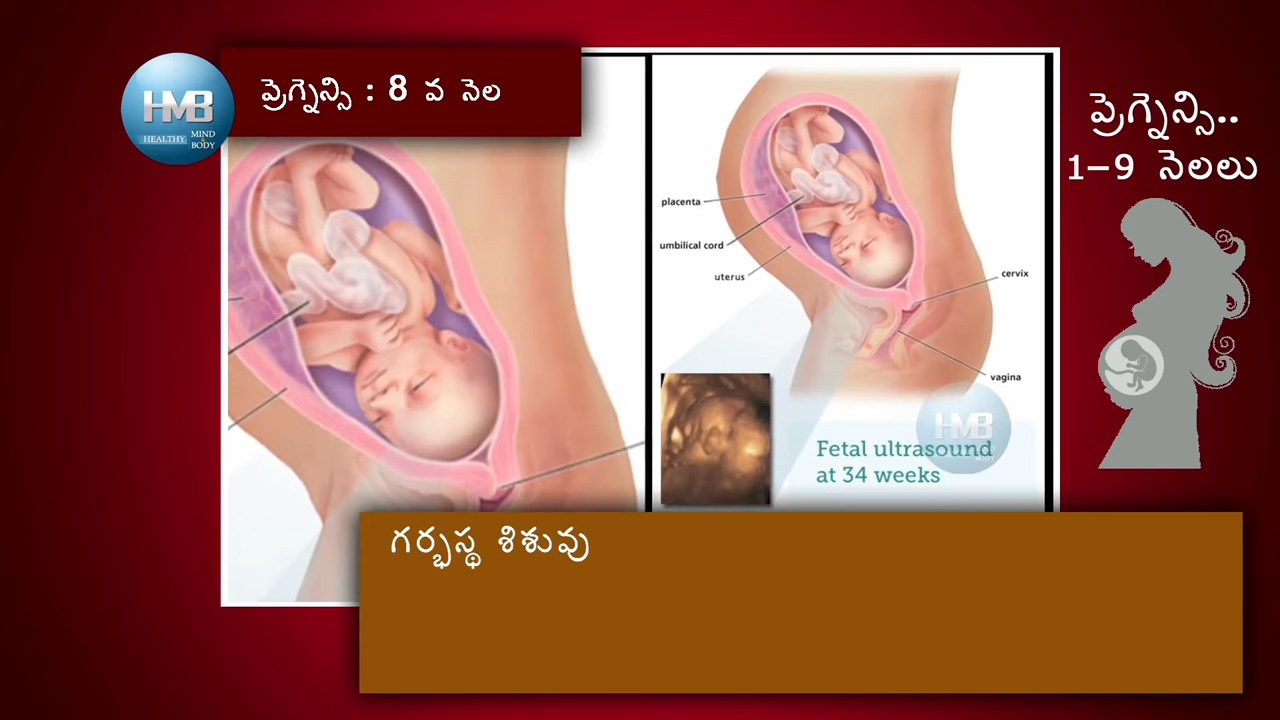 HMB
HEALTHY MIND & BODY
ప్రెగ్నెన్సి : 8 వ నెల
ప్రెగ్నెన్సి..
1–9 నెలలు
placenta
umbilical cord
uterus
cervix
vagina
HMB
Fetal ultrasound
at 34 weeks
గర్భస్థ శిశువు